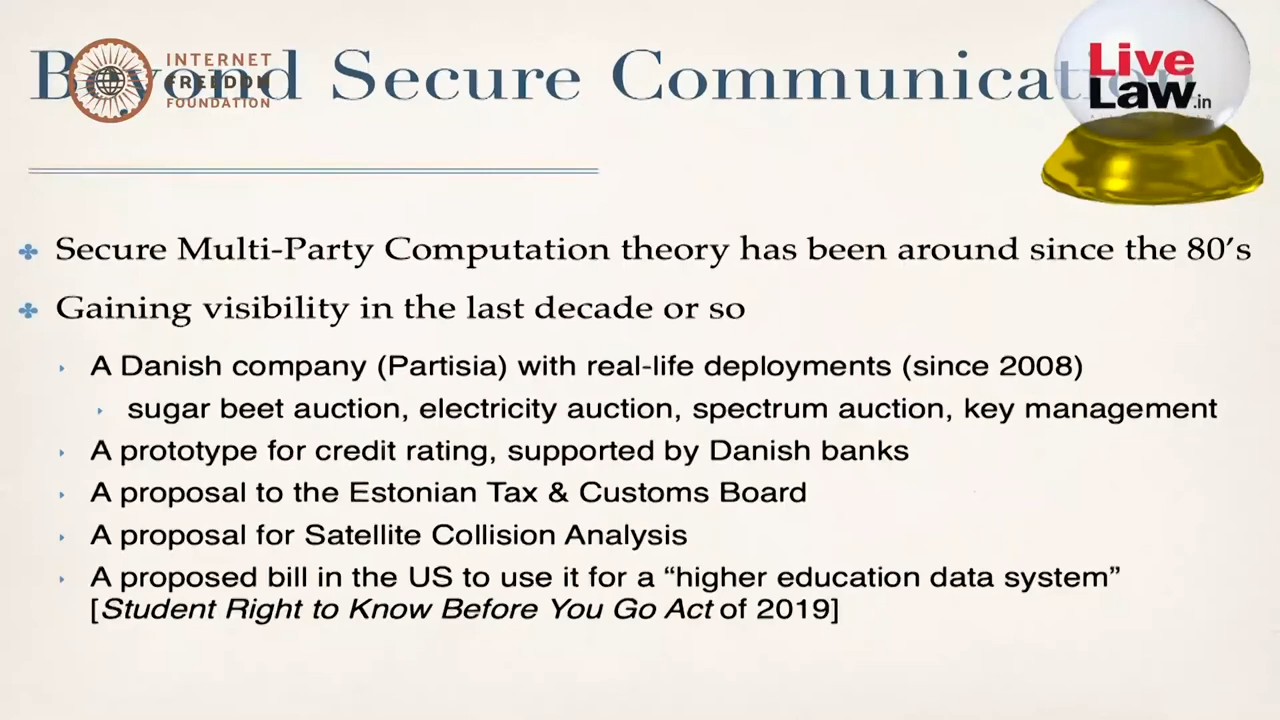 Beyond Secure Communication
INTERNET
FREEDOM
FOUNDATION
Live
Law.in
Secure Multi-Party Computation theory has been around since the 80's
Gaining visibility in the last decade or so
A Danish company (Partisia) with real-life deployments (since 2008)
sugar beet auction, electricity auction, spectrum auction, key management
A prototype for credit rating, supported by Danish banks
A proposal to the Estonian Tax & Customs Board
A proposal for Satellite Collision Analysis
A proposed bill in the US to use it for a “higher education data system”
[Student Right to Know Before You Go Act of 2019]